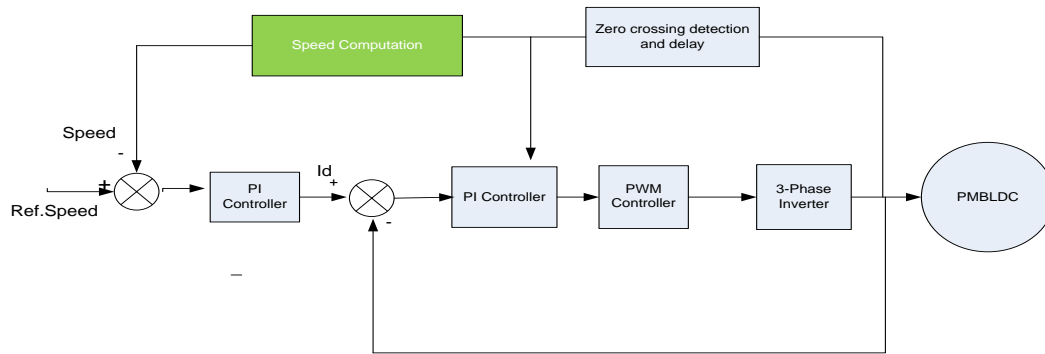 Zero crossing detection
and delay
Speed Computation
Speed
-
+
Ref.Speed
PI
Controller
Id
+
-
PI Controller
PWM
Controller
3-Phase
Inverter
PMBLDC
_